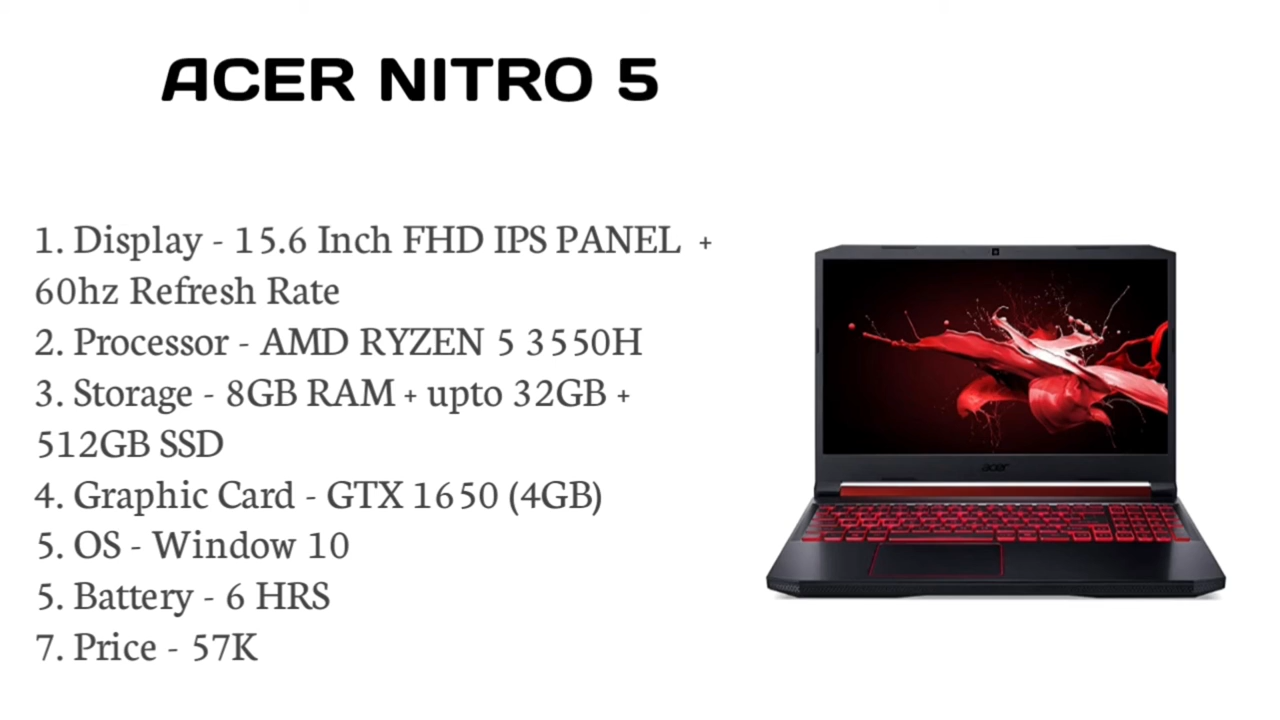 ACER NITRO 5
1. Display - 15.6 Inch FHD IPS PANEL +
60hz Refresh Rate
2. Processor - AMD RYZEN 5 3550H
3. Storage - 8GB RAM + upto 32GB +
512GB SSD
4. Graphic Card - GTX 1650 (4GB)
5. OS - Window 10
5. Battery - 6 HRS
7. Price - 57K
acer